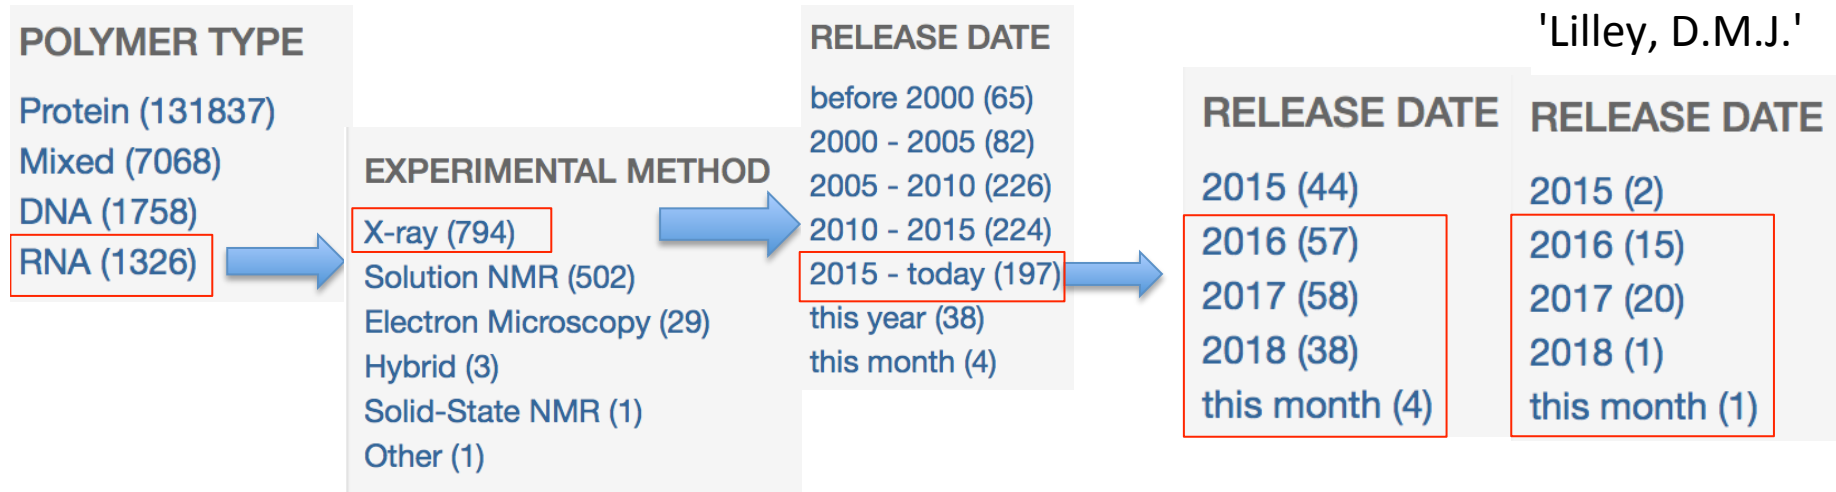 POLYMER TYPE
Protein (131837)
Mixed (7068)
DNA (1758)
RNA (1326)
EXPERIMENTAL METHOD
X-ray (794)
Solution NMR (502)
Electron Microscopy (29)
Hybrid (3)
Solid-State NMR (1)
Other (1)
RELEASE DATE
before 2000 (65)
2000 - 2005 (82)
2005 - 2010 (226)
2010 - 2015 (224)
2015 - today (197)
this year (38)
this month (4)
RELEASE DATE
2015 (44)
2016 (57)
2017 (58)
2018 (38)
this month (4)
'Lilley, D.M.J.'
RELEASE DATE
2015 (2)
2016 (15)
2017 (20)
2018 (1)
this month (1)